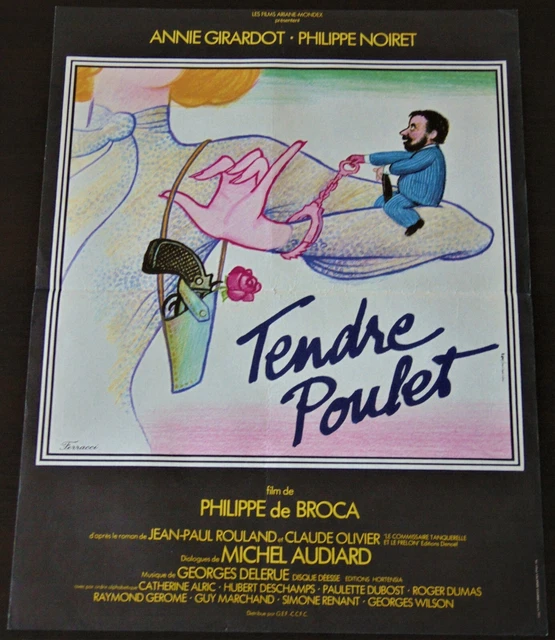 LES FILMS ARIANE-MONDEX
présentent
ANNIE GIRARDOT · PHILIPPE NOIRET
Tendre
Poulet
Ferracci
film de
PHILIPPE de BROCA
d'après le roman de JEAN-PAUL ROULAND et CLAUDE OLIVIER "LE COMMISSAIRE TANQUERELLE
ET LE FRELON" Editions Denoël
Dialogues de MICHEL AUDIARD
Musique de GEORGES DELERUE DISQUE DÉESSE EDITIONS HORTENSIA
avec par ordre alphabétique CATHERINE ALRIC · HUBERT DESCHAMPS · PAULETTE DUBOST · ROGER DUMAS
RAYMOND GEROME · GUY MARCHAND · SIMONE RENANT · GEORGES WILSON
Distribué par G.E.F.-C.C.F.C.